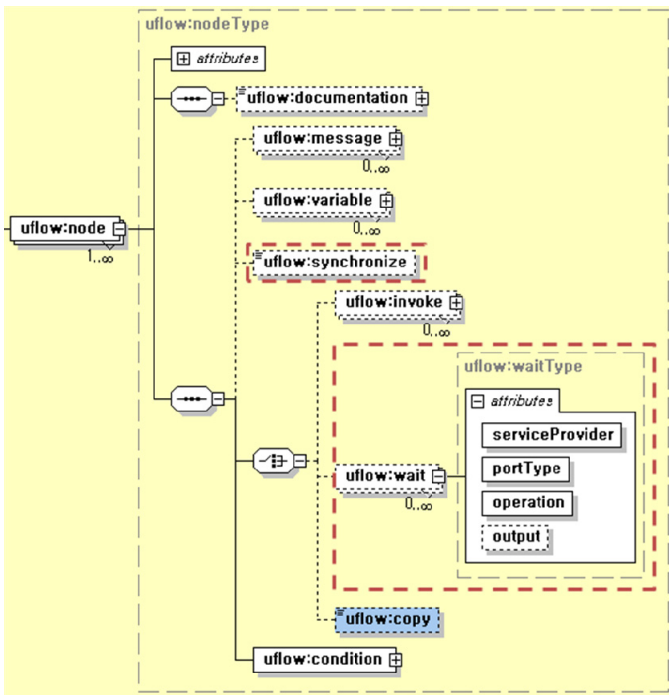 uflow:nodeType
attributes
uflow:documentation
uflow:message
0..∞
uflow:variable
0..∞
uflow:node
1..∞
uflow:synchronize
uflow:invoke
0..∞
uflow:waitType
attributes
serviceProvider
portType
uflow:wait
0..∞
operation
output
uflow:copy
uflow:condition